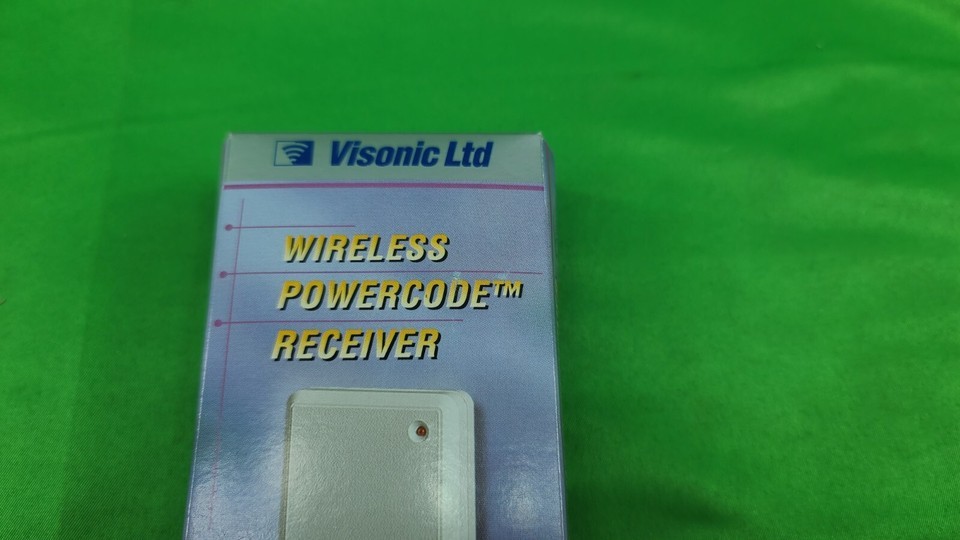 Visonic Ltd
WIRELESS
POWERCODE™
RECEIVER